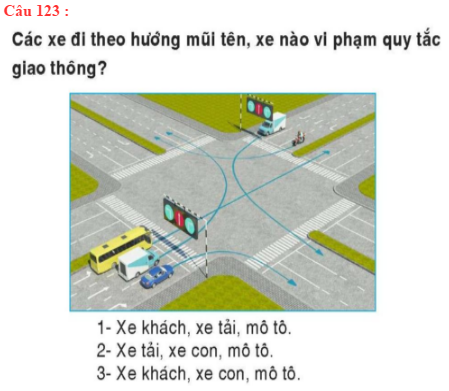 Câu 123 :
Các xe đi theo hướng mũi tên, xe nào vi phạm quy tắc
giao thông?
1- Xe khách, xe tải, mô tô.
2- Xe tải, xe con, mô tô.
3- Xe khách, xe con, mô tô.